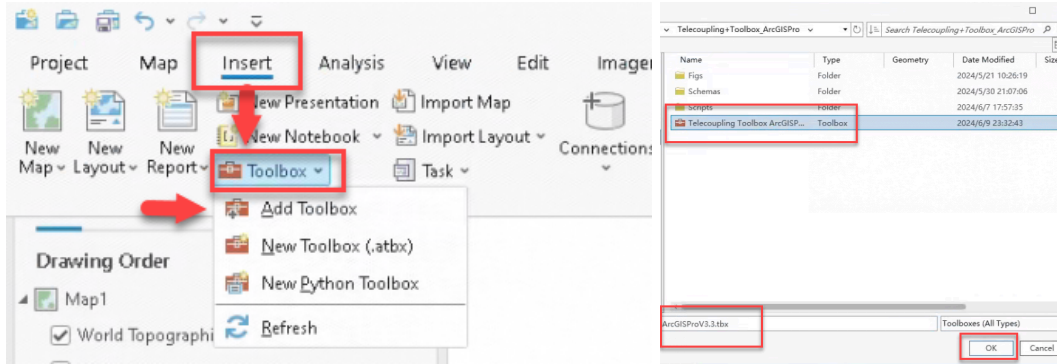 Project Map Insert Analysis View Edit Imager
New Presentation Import Map
New Notebook Import Layout
New Map New Layout New Report Connections
Toolbox Task
Add Toolbox
New Toolbox (.atbx)
New Python Toolbox
Refresh
Drawing Order
Map1
World Topographi
Telecoupling+Toolbox_ArcGISPro Search Telecoupling+Toolbox_ArcGISPro
Name Type Geometry Date Modified Size
Figs Folder 2024/5/21 10:26:19
Schemas Folder 2024/5/30 21:07:06
Scripts Folder 2024/6/7 17:57:35
Telecoupling Toolbox ArcGISP... Toolbox 2024/6/9 23:32:43
ArcGISProV3.3.tbx Toolboxes (All Types)
OK Cancel